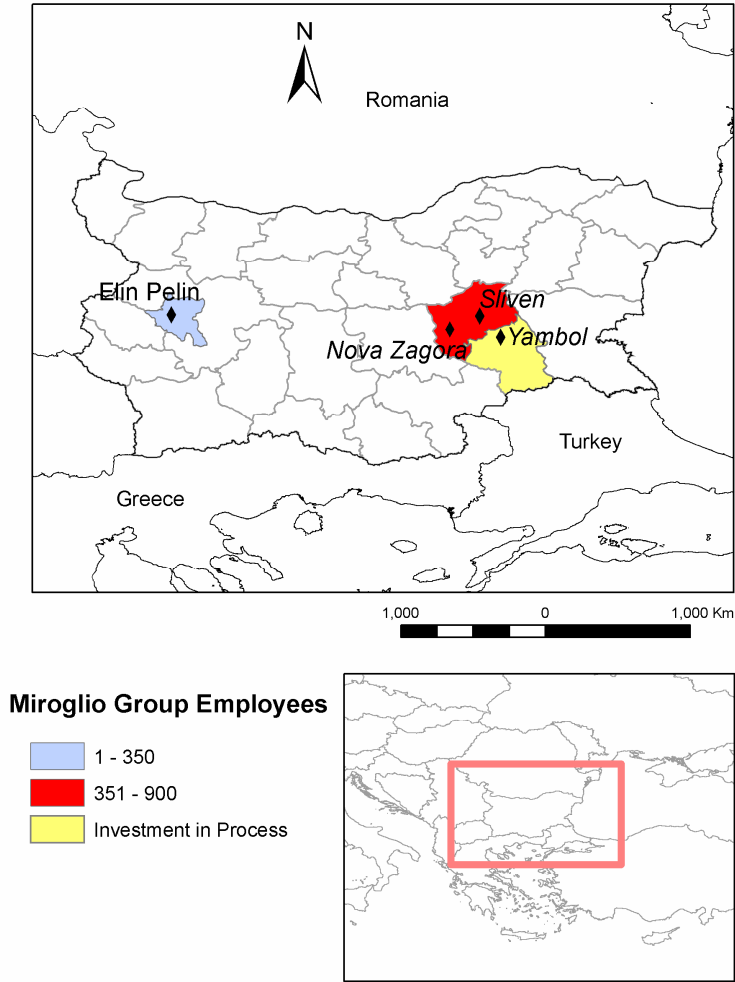 N
Romania
Elin Pelin
Sliven
Nova Zagora
Yambol
Turkey
Greece
1,000 0 1,000 Km
Miroglio Group Employees
1 - 350
351 - 900
Investment in Process